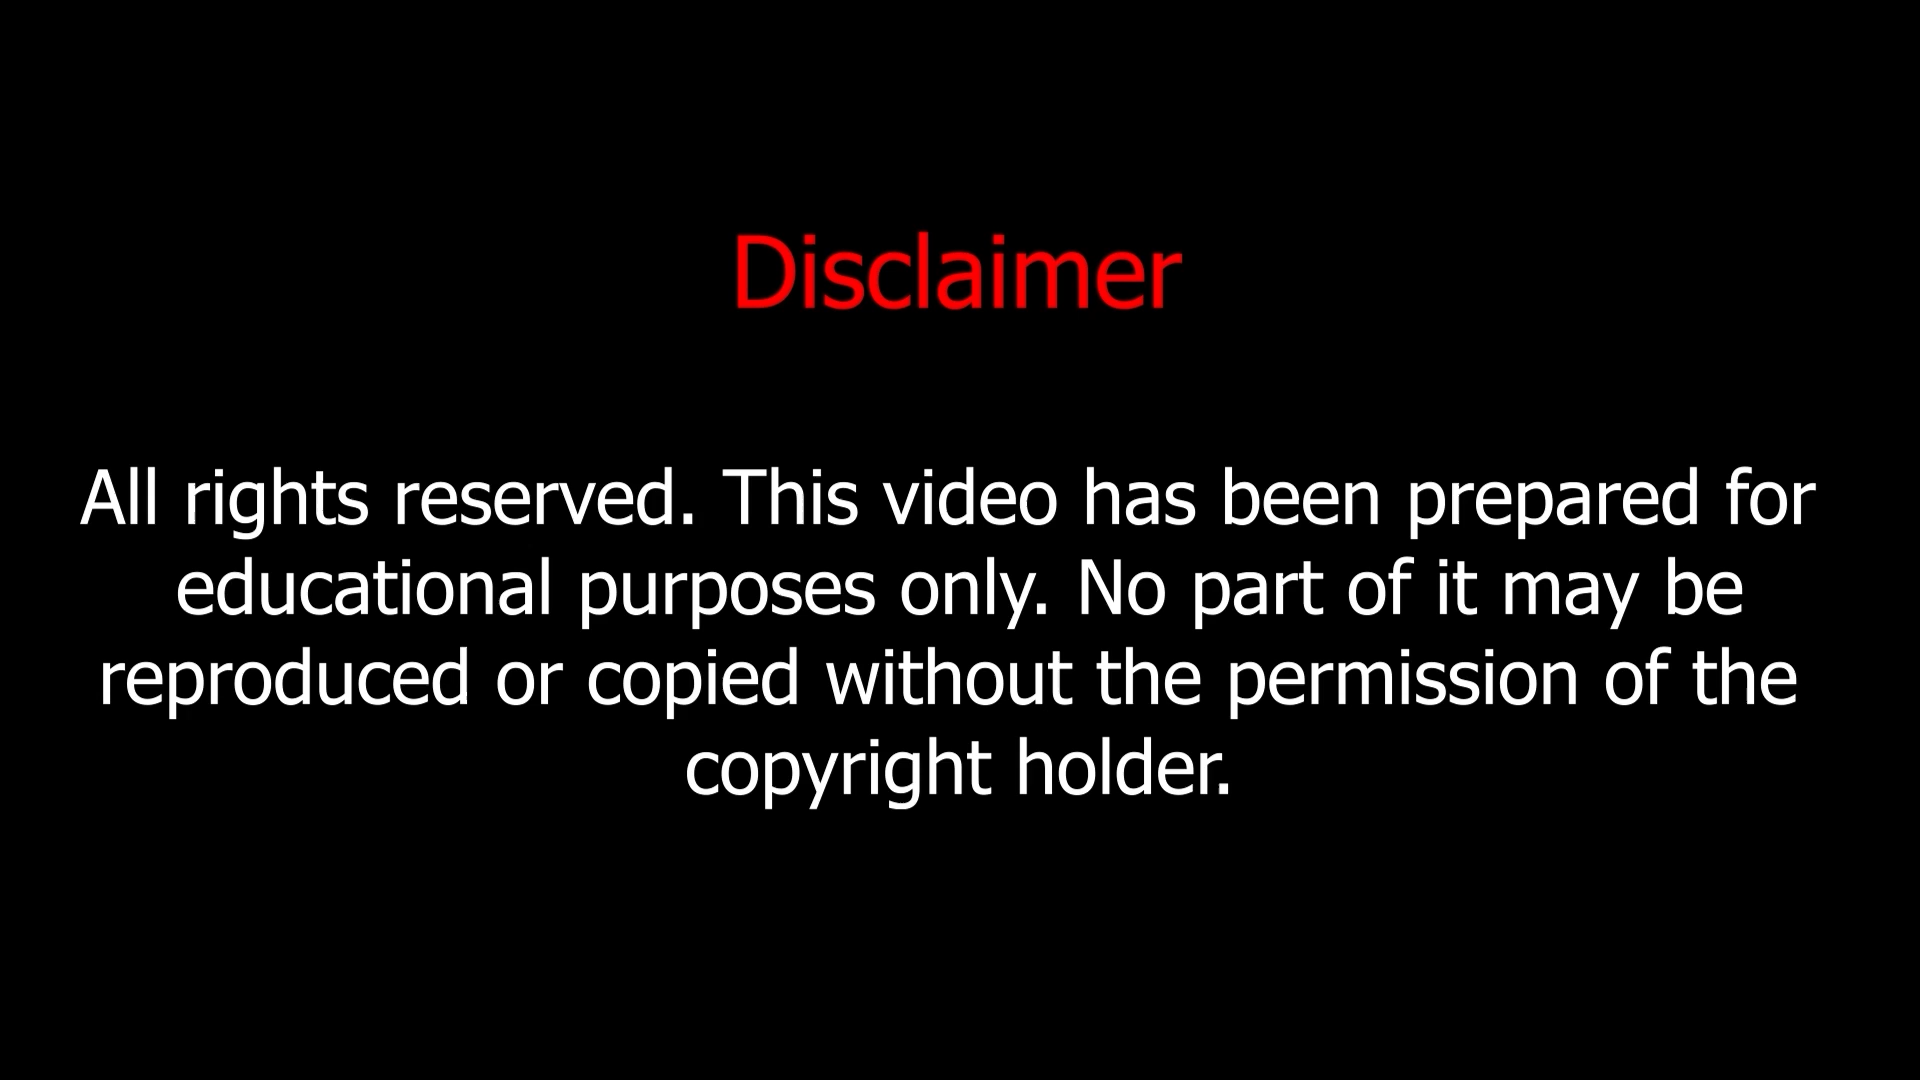 Disclaimer
All rights reserved. This video has been prepared for
educational purposes only. No part of it may be
reproduced or copied without the permission of the
copyright holder.